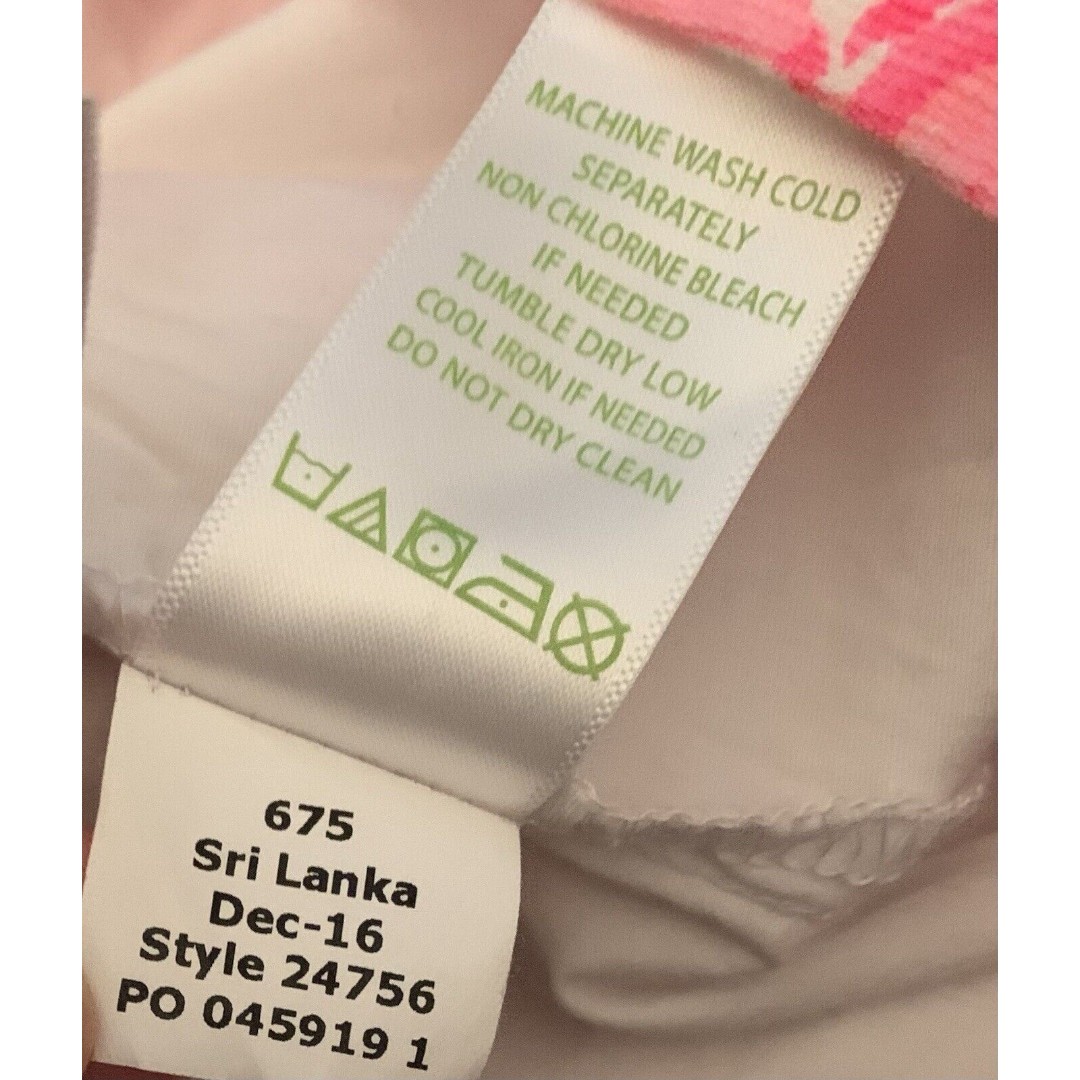 MACHINE WASH COLD
SEPARATELY
NON CHLORINE BLEACH
IF NEEDED
TUMBLE DRY LOW
COOL IRON IF NEEDED
DO NOT DRY CLEAN
675
Sri Lanka
Dec-16
Style 24756
PO 045919 1